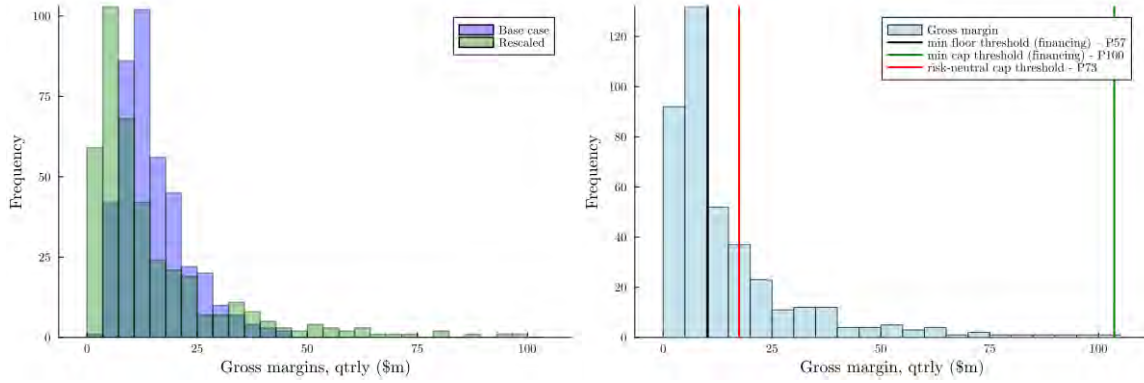 100
75
50
25
0
Frequency
Base case
Rescaled
0
25
50
75
100
Gross margins, qtrly ($m)
120
100
80
60
40
20
0
Frequency
Gross margin
min floor threshold (financing) - P57
min cap threshold (financing) - P100
risk-neutral cap threshold - P73
0
25
50
75
100
Gross margin, qtrly ($m)